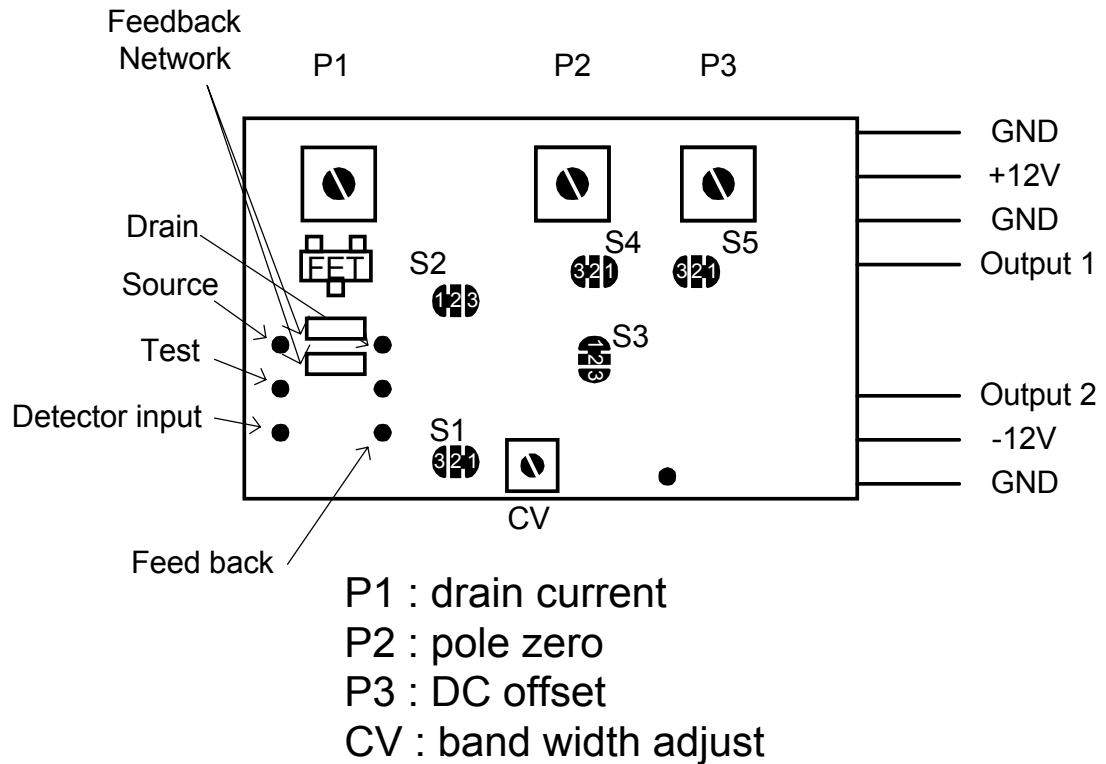 Feedback
Network
P1
P2
P3
GND
+12V
GND
Output 1
Drain
FET
S2
S4
S5
Source
321
321
123
Test
S3
123
Detector input
Output 2
S1
-12V
321
GND
CV
Feed back
P1 : drain current
P2 : pole zero
P3 : DC offset
CV : band width adjust